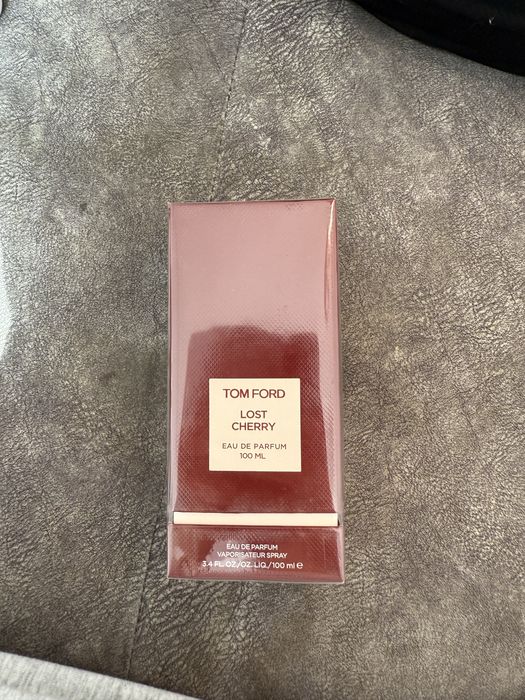 TOM FORD
LOST
CHERRY
EAU DE PARFUM
100 ML
EAU DE PARFUM
VAPORISATEUR SPRAY
3.4 FL.OZ./OZ. LIQ./100 ml ℮